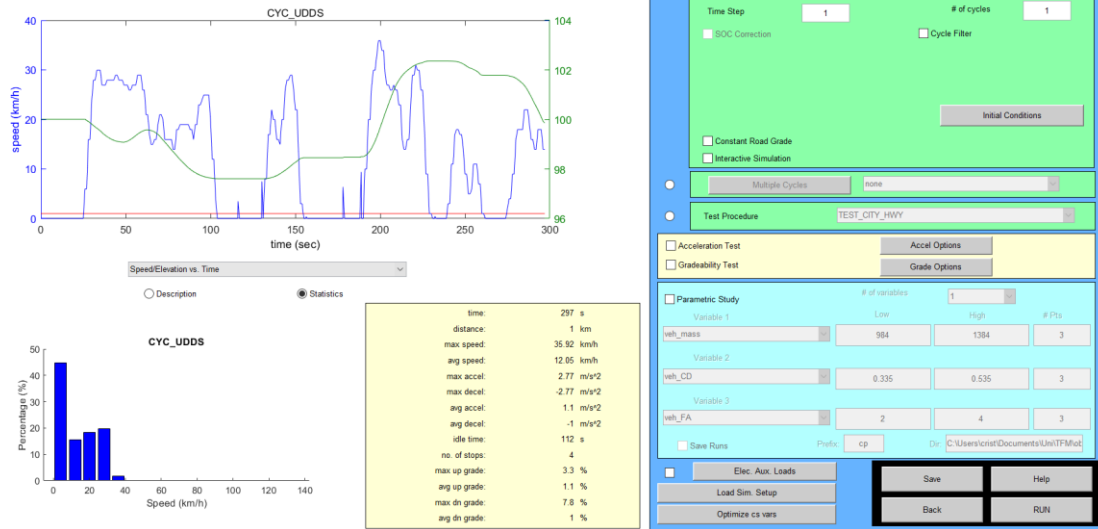 CYC_UDDS
40
30
20
10
0
speed (km/h)
104
102
100
98
96
0 50 100 150 200 250 300
time (sec)
Speed/Elevation vs. Time
Description Statistics
CYC_UDDS
50
40
30
20
10
0
Percentage (%)
0 20 40 60 80 100 120 140
Speed (km/h)
time: 297 s
distance: 1 km
max speed: 35.92 km/h
avg speed: 12.05 km/h
max accel: 2.77 m/s^2
max decel: -2.77 m/s^2
avg accel: 1.1 m/s^2
avg decel: -1 m/s^2
idle time: 112 s
no. of stops: 4
max up grade: 3.3 %
avg up grade: 1.1 %
max dn grade: 7.8 %
avg dn grade: 1 %
Time Step 1 # of cycles 1
SOC Correction Cycle Filter
Initial Conditions
Constant Road Grade
Interactive Simulation
Multiple Cycles none
Test Procedure TEST_CITY_HWY
Acceleration Test Accel Options
Gradeability Test Grade Options
Parametric Study # of variables 1
Variable 1 Low High # Pts
veh_mass 984 1384 3
Variable 2
veh_CD 0.335 0.535 3
Variable 3
veh_FA 2 4 3
Save Runs Prefix: cp Dir: C:\Users\crist\Documents\Uni\TFM\ob
Elec. Aux. Loads
Load Sim. Setup
Optimize cs vars
Save Help
Back RUN